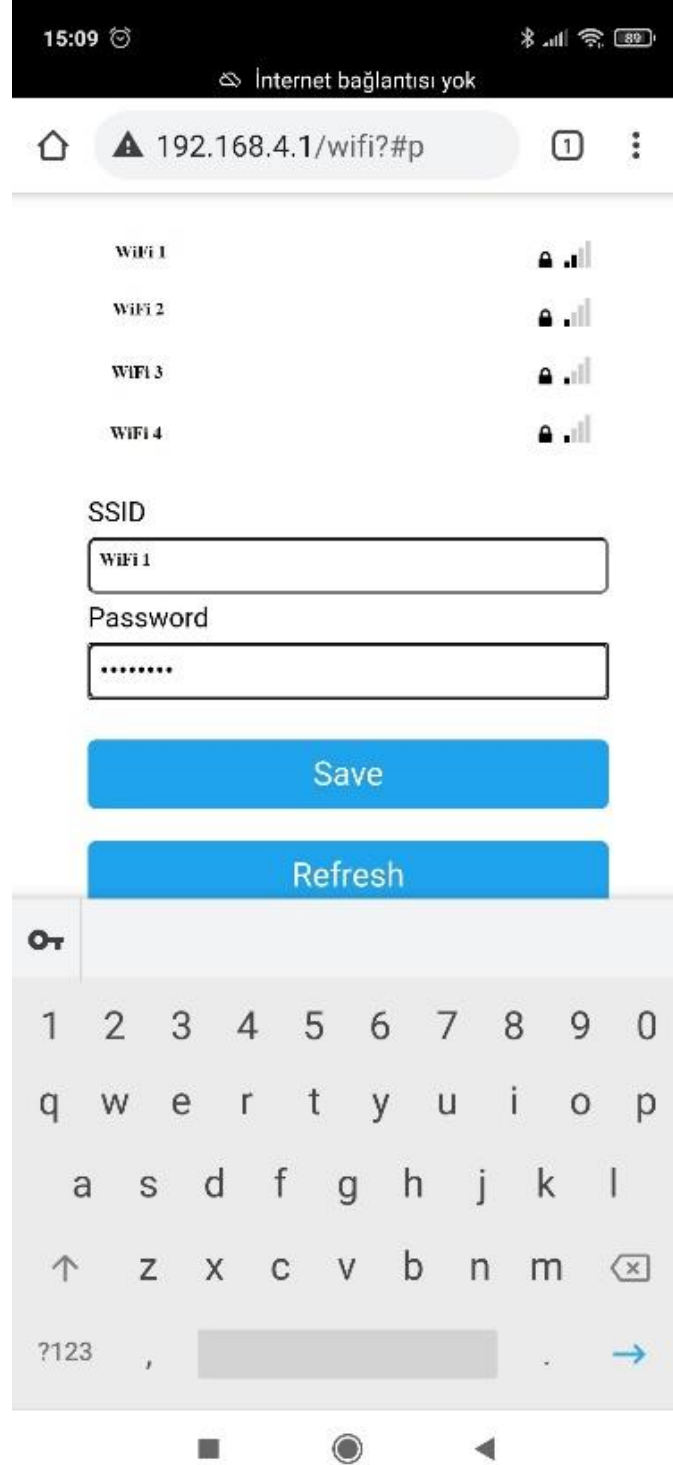 15:09 89
İnternet bağlantısı yok
192.168.4.1/wifi?#p 1
WiFi 1
WiFi 2
WiFi 3
WiFi 4
SSID
WiFi 1
Password
••••••••
Save
Refresh
1 2 3 4 5 6 7 8 9 0
q w e r t y u i o p
a s d f g h j k l
z x c v b n m
?123 , .